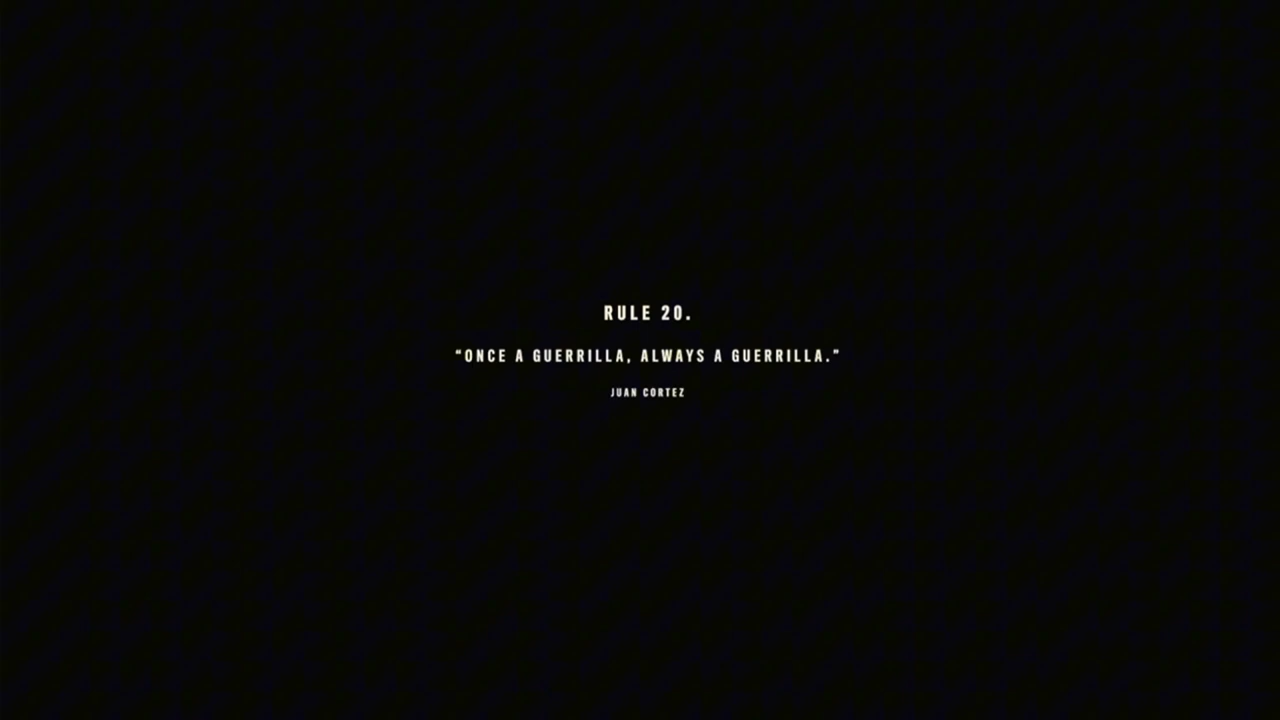 RULE 20.
“ONCE A GUERRILLA, ALWAYS A GUERRILLA.”
JUAN CORTEZ